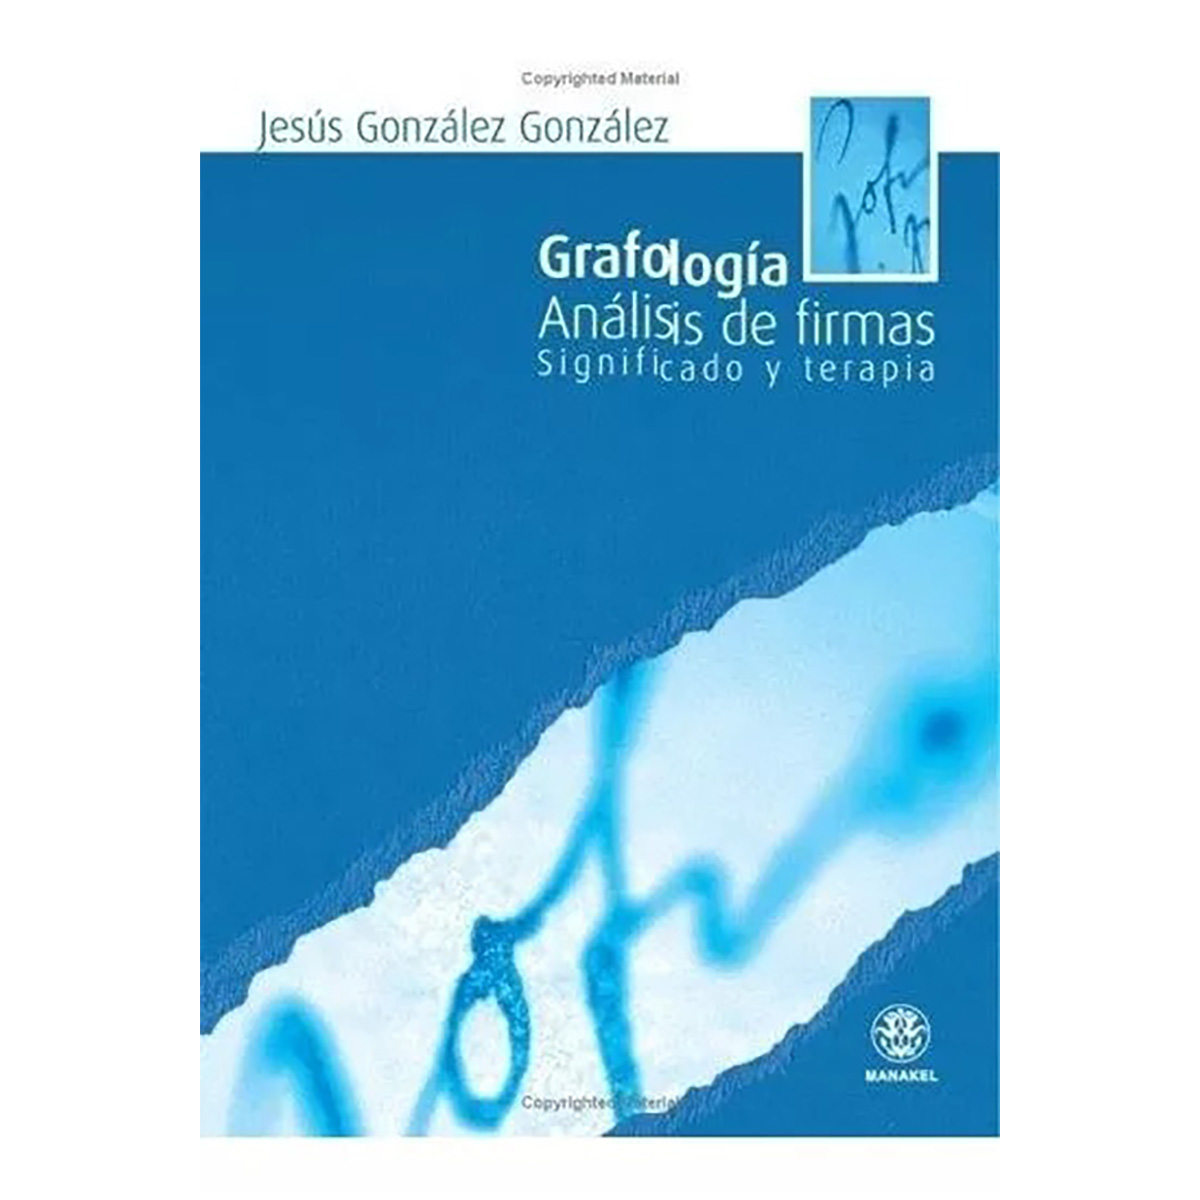 Copyrighted Material
Jesús González González
Grafología
Análisis de firmas
Significado y terapia
MANAKEL
Copyrighted Material